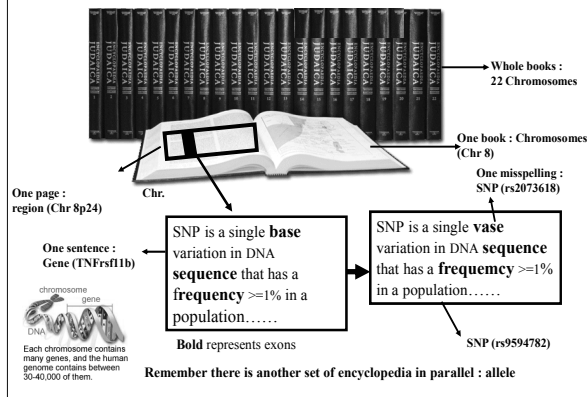 ENCYCLOPAEDIA JUDAICA
Whole books :
22 Chromosomes
One book : Chromosomes
(Chr 8)
One misspelling :
SNP (rs2073618)
One page :
region (Chr 8p24)
Chr.
One sentence :
Gene (TNFrsf11b)
SNP is a single base
variation in DNA
sequence that has a
frequency >=1% in a
population……
SNP is a single vase
variation in DNA sequence
that has a frequemcy >=1%
in a population……
chromosome
gene
DNA
Each chromosome contains
many genes, and the human
genome contains between
30-40,000 of them.
Bold represents exons
SNP (rs9594782)
Remember there is another set of encyclopedia in parallel : allele